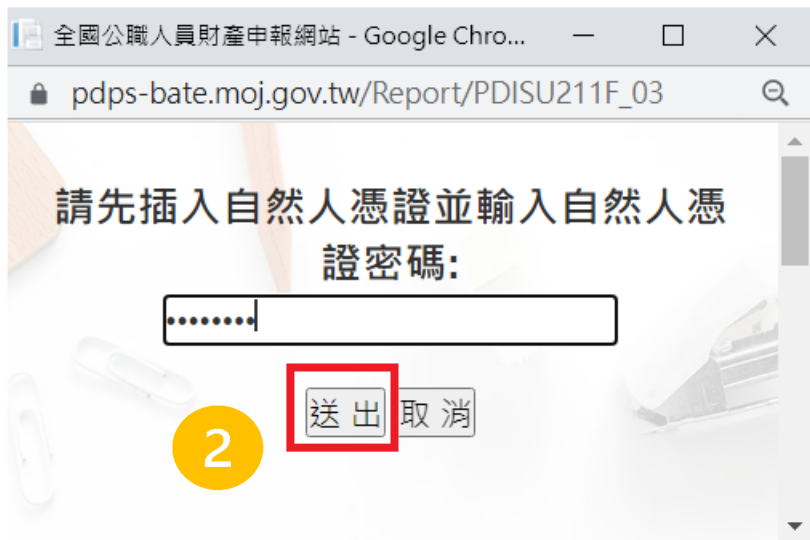 全國公職人員財產申報網站 - Google Chro...
pdps-bate.moj.gov.tw/Report/PDISU211F_03
請先插入自然人憑證並輸入自然人憑
證密碼:
••••••••
送出 取消
2